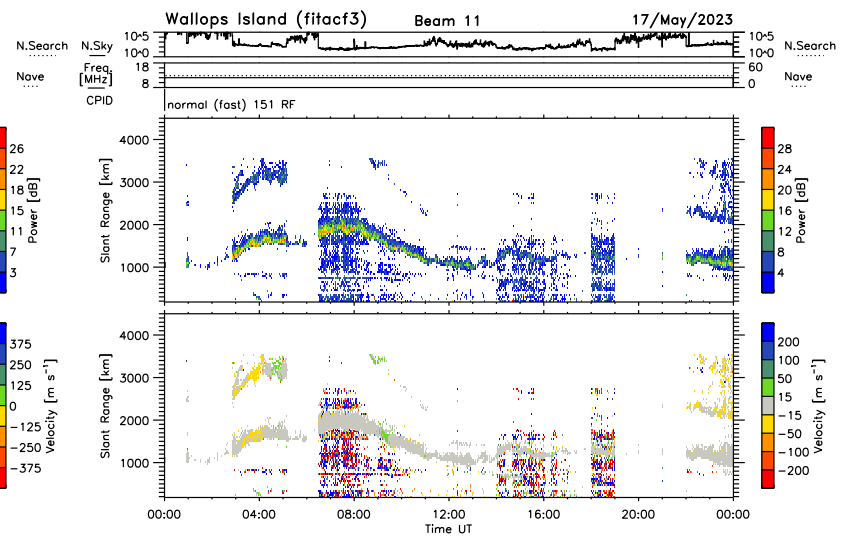 Wallops Island (fitacf3) Beam 11 17/May/2023
N.Search N.Sky 10^5 10^5 N.Search
10^0 10^0
Nave Freq. [MHz] 18 8 60 0 Nave
CPID normal (fast) 151 RF
Slant Range [km] 4000 3000 2000 1000
Power [dB] 26 22 18 15 11 7 3
Power [dB] 28 24 20 16 12 8 4
Slant Range [km] 4000 3000 2000 1000
Velocity [m s⁻¹] 375 250 125 0 −125 −250 −375
Velocity [m s⁻¹] 200 100 50 15 −15 −50 −100 −200
00:00 04:00 08:00 12:00 16:00 20:00 00:00
Time UT